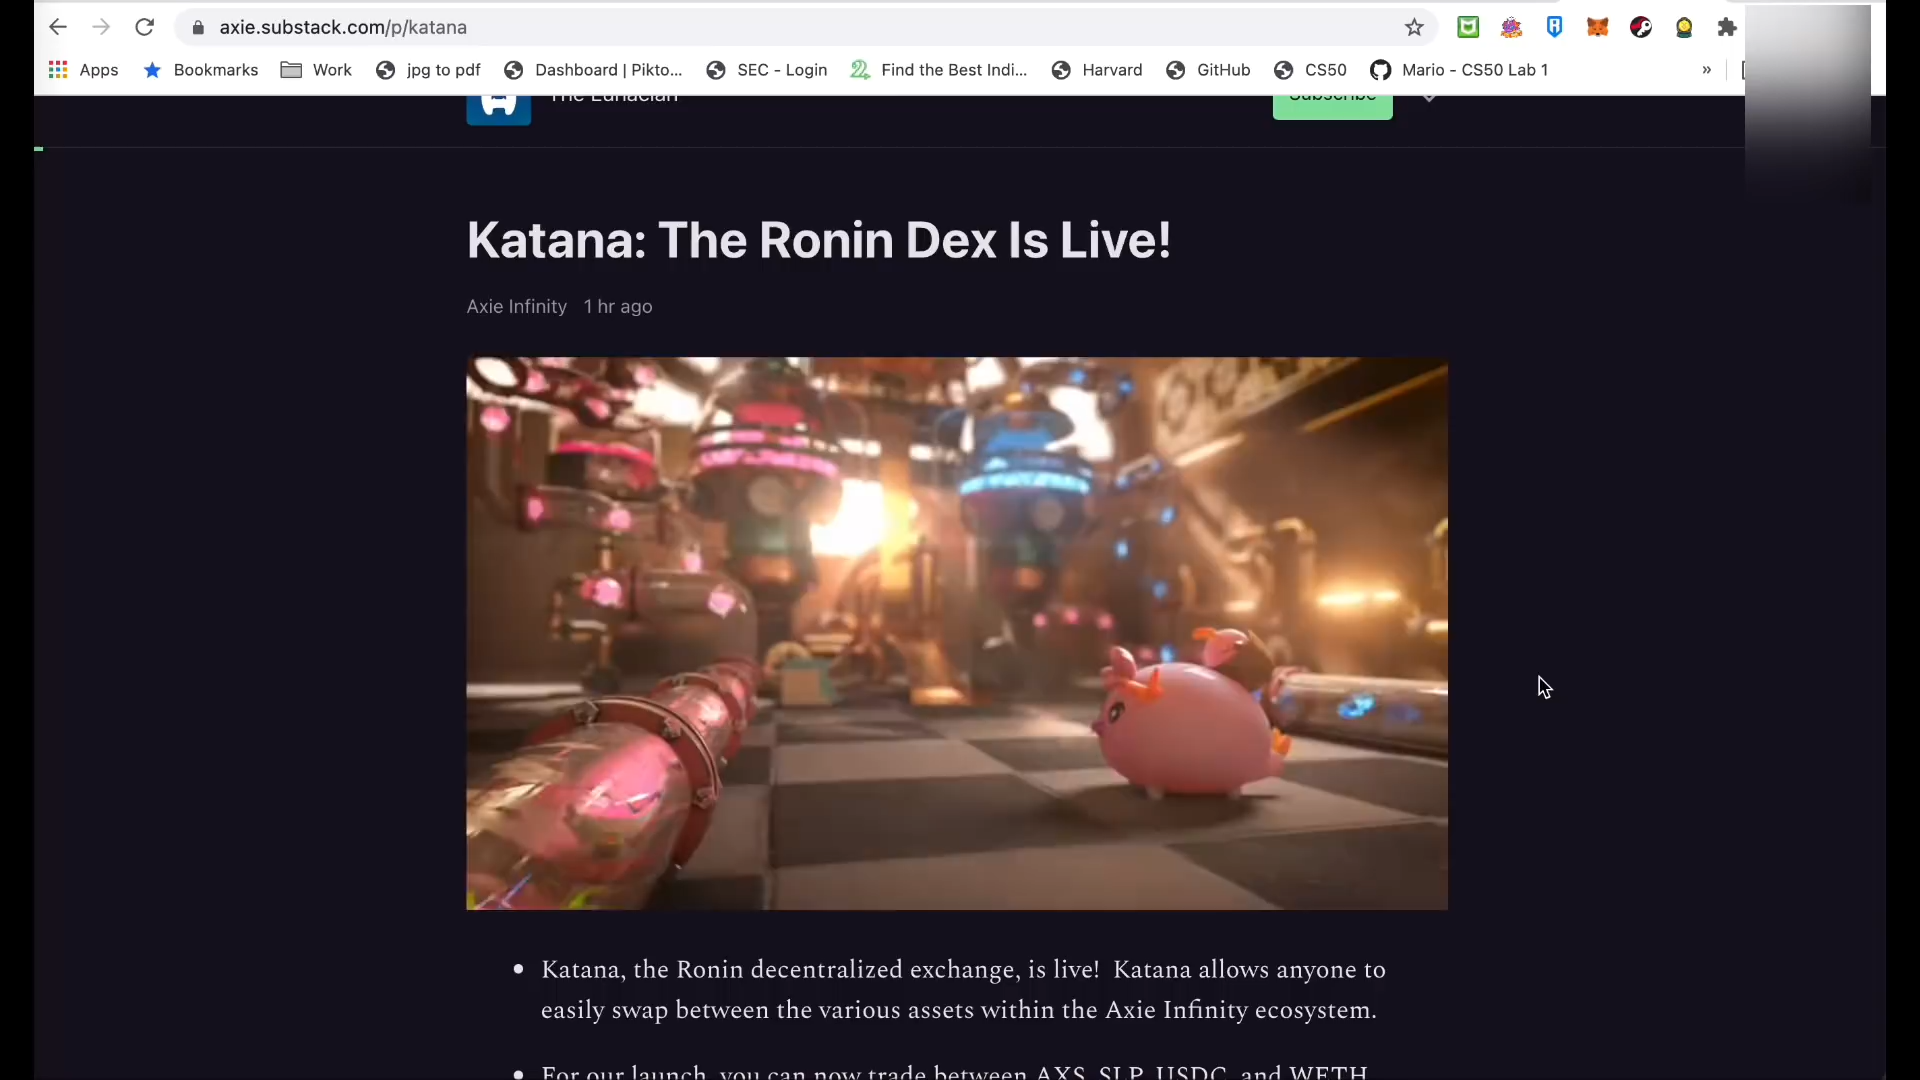 axie.substack.com/p/katana
Apps Bookmarks Work jpg to pdf Dashboard | Pikto... SEC - Login Find the Best Indi... Harvard GitHub CS50 Mario - CS50 Lab 1 »
The Lunacian Subscribe
Katana: The Ronin Dex Is Live!
Axie Infinity 1 hr ago
• Katana, the Ronin decentralized exchange, is live! Katana allows anyone to
easily swap between the various assets within the Axie Infinity ecosystem.
• For our launch, you can now trade between AXS, SLP, USDC, and WETH